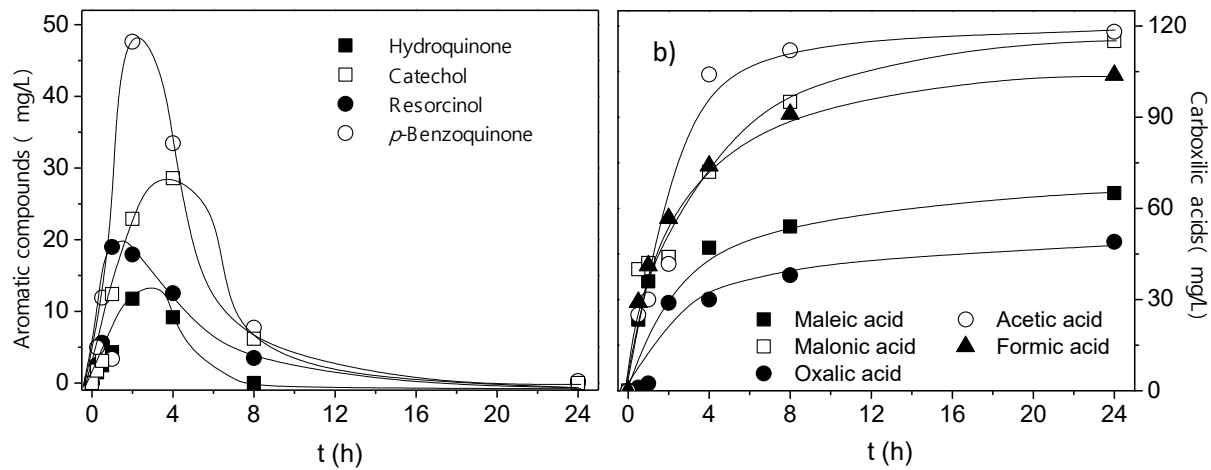 50
40
30
20
10
0
Aromatic compounds ( mg/L)
Hydroquinone
Catechol
Resorcinol
p-Benzoquinone
0 4 8 12 16 20 24
t (h)
b)
120
90
60
30
0
Carboxilic acids( mg/L)
Maleic acid
Malonic acid
Oxalic acid
Acetic acid
Formic acid
0 4 8 12 16 20 24
t (h)